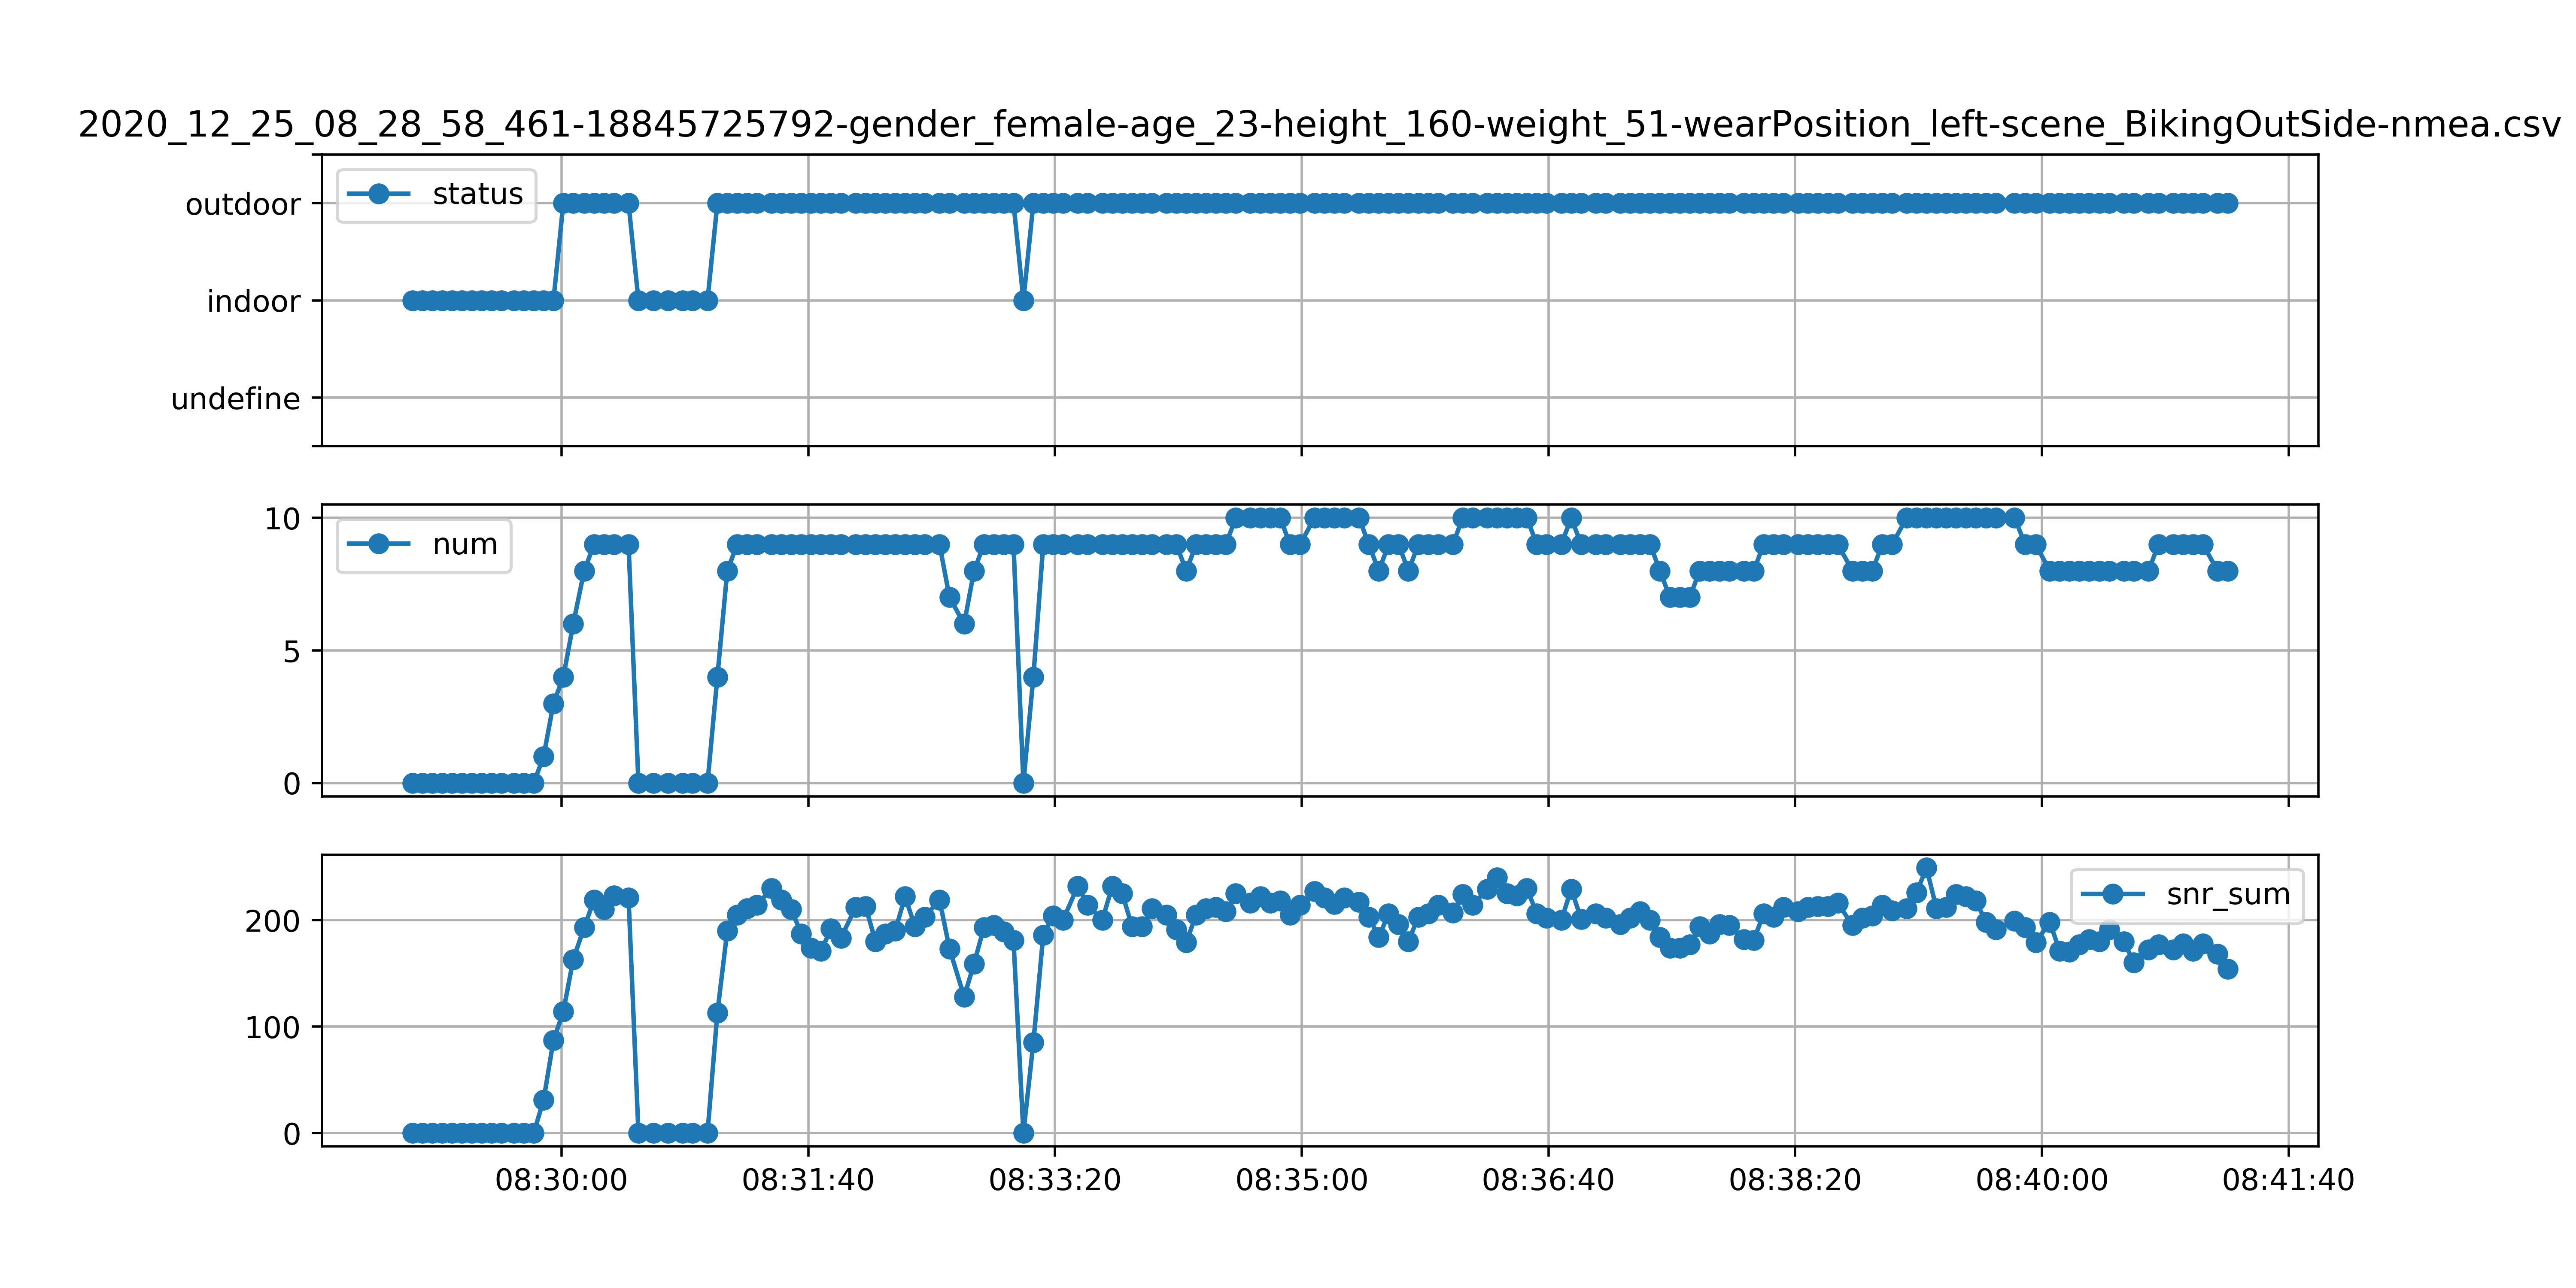 2020_12_25_08_28_58_461-18845725792-gender_female-age_23-height_160-weight_51-wearPosition_left-scene_BikingOutSide-nmea.csv
status
outdoor
indoor
undefine
num
10
5
0
snr_sum
200
100
0
08:30:00 08:31:40 08:33:20 08:35:00 08:36:40 08:38:20 08:40:00 08:41:40